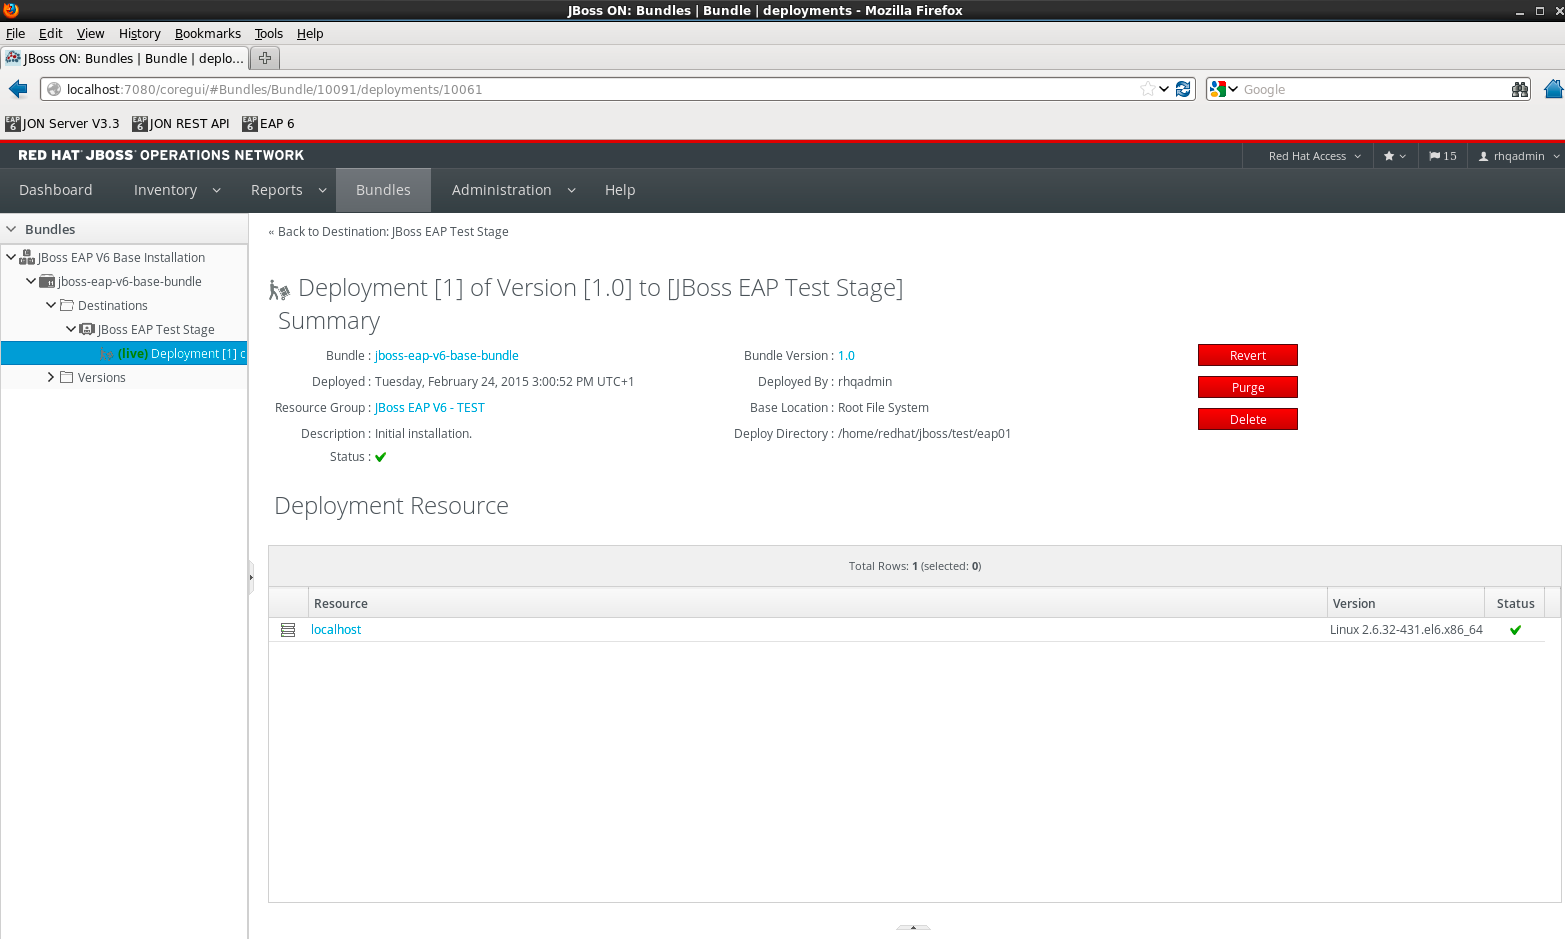 JBoss ON: Bundles | Bundle | deployments - Mozilla Firefox
File Edit View History Bookmarks Tools Help
JBoss ON: Bundles | Bundle | deplo...
localhost:7080/coregui/#Bundles/Bundle/10091/deployments/10061
Google
EAP 6 JON Server V3.3 EAP 6 JON REST API EAP 6 EAP 6
RED HAT JBOSS OPERATIONS NETWORK
Red Hat Access 15 rhqadmin
Dashboard Inventory Reports Bundles Administration Help
Bundles
JBoss EAP V6 Base Installation
jboss-eap-v6-base-bundle
Destinations
JBoss EAP Test Stage
(live) Deployment [1] c
Versions
« Back to Destination: JBoss EAP Test Stage
Deployment [1] of Version [1.0] to [JBoss EAP Test Stage]
Summary
Bundle : jboss-eap-v6-base-bundle Bundle Version : 1.0 Revert
Deployed : Tuesday, February 24, 2015 3:00:52 PM UTC+1 Deployed By : rhqadmin Purge
Resource Group : JBoss EAP V6 - TEST Base Location : Root File System Delete
Description : Initial installation. Deploy Directory : /home/redhat/jboss/test/eap01
Status :
Deployment Resource
Total Rows: 1 (selected: 0)
Resource Version Status
localhost Linux 2.6.32-431.el6.x86_64